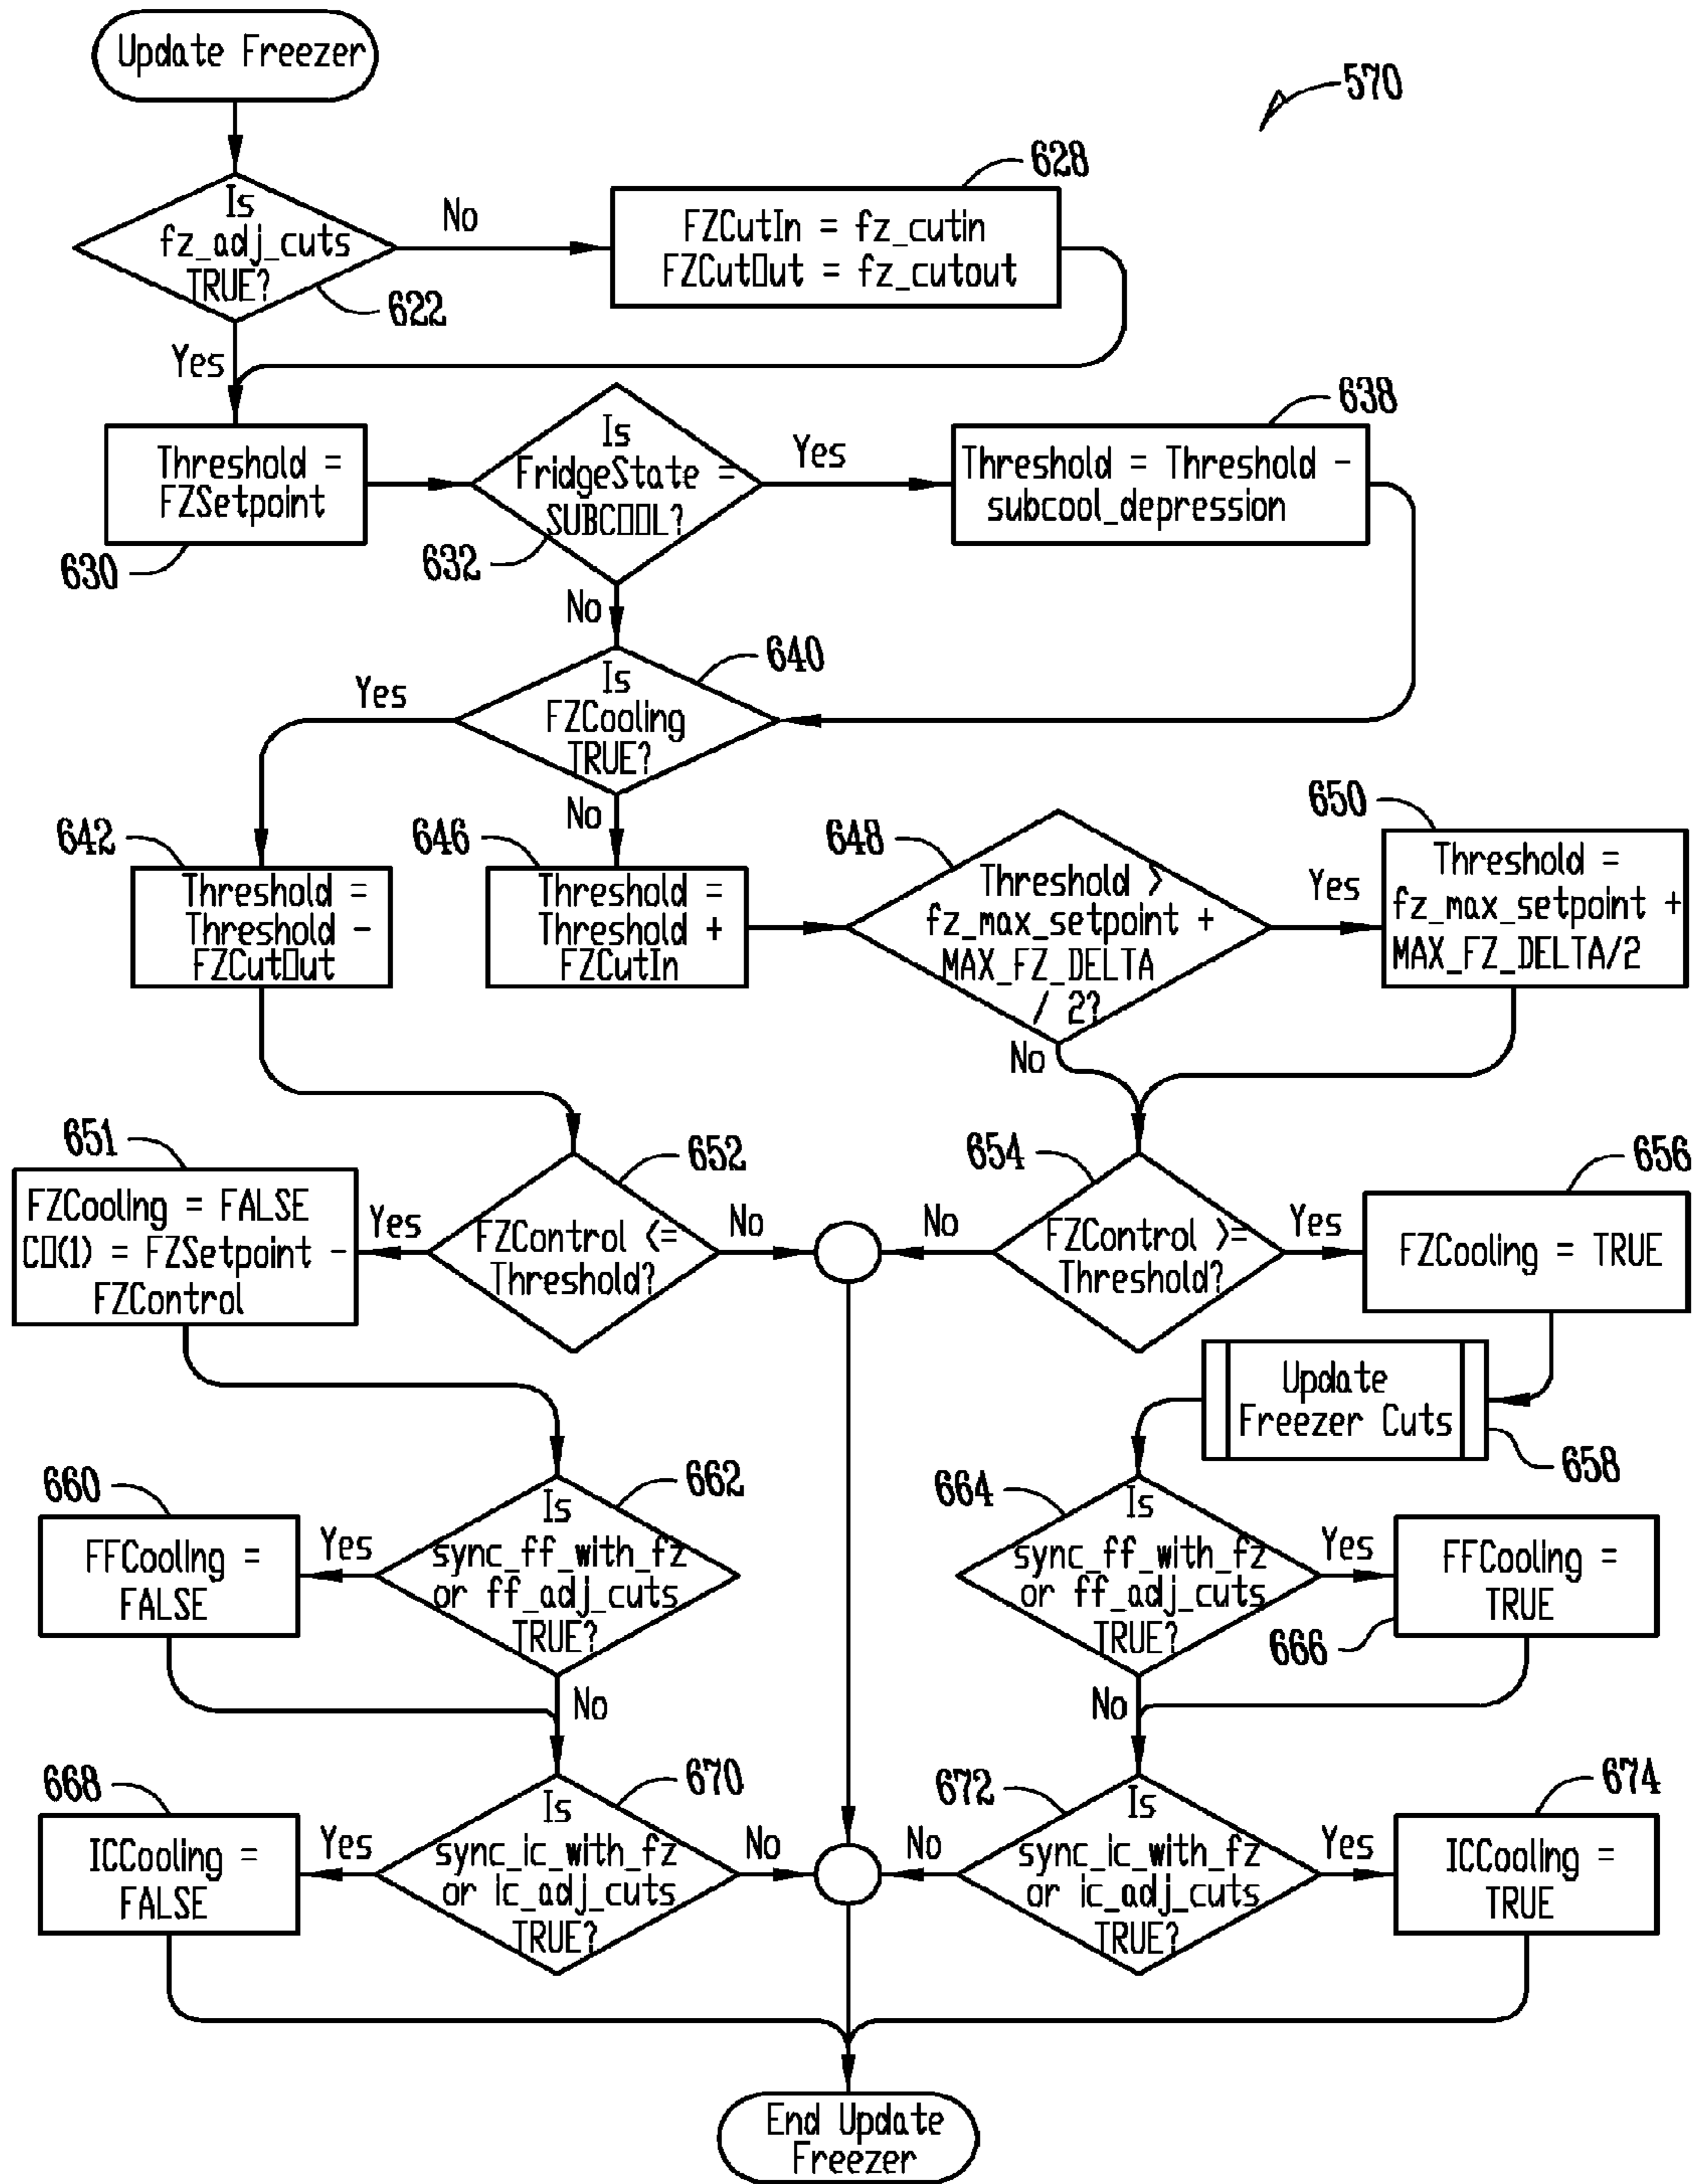 Update Freezer
570
Is
fz_adj_cuts
TRUE?
622
No
Yes
628
FZCutIn = fz_cutin
FZCutOut = fz_cutout
Threshold =
FZSetpoint
630
Is
FridgeState =
SUBCOOL?
632
Yes
No
638
Threshold = Threshold -
subcool_depression
640
Is
FZCooling
TRUE?
Yes
No
642
Threshold =
Threshold -
FZCutOut
646
Threshold =
Threshold +
FZCutIn
648
Threshold >
fz_max_setpoint +
MAX_FZ_DELTA
/ 2?
Yes
No
650
Threshold =
fz_max_setpoint +
MAX_FZ_DELTA/2
651
FZCooling = FALSE
CO(1) = FZSetpoint -
FZControl
Yes
652
FZControl <=
Threshold?
No
654
No
FZControl >=
Threshold?
Yes
656
FZCooling = TRUE
Update
Freezer Cuts
658
660
FFCooling =
FALSE
Yes
662
Is
sync_ff_with_fz
or ff_adj_cuts
TRUE?
No
664
Is
sync_ff_with_fz
or ff_adj_cuts
TRUE?
Yes
No
FFCooling =
TRUE
666
668
ICCooling =
FALSE
Yes
670
Is
sync_ic_with_fz
or ic_adj_cuts
TRUE?
No
672
No
Is
sync_ic_with_fz
or ic_adj_cuts
TRUE?
Yes
674
ICCooling =
TRUE
End Update
Freezer